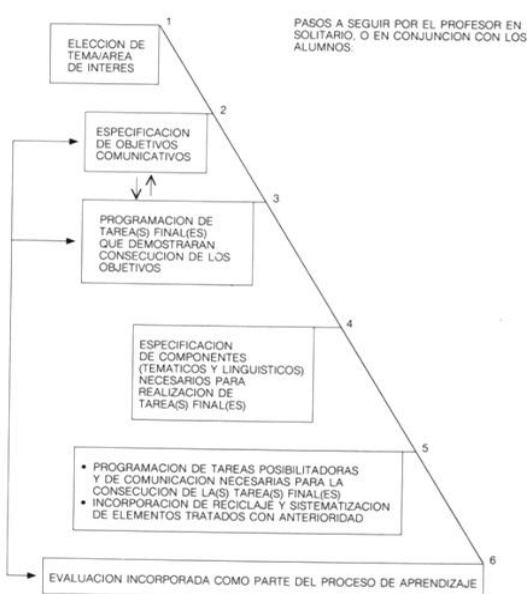 PASOS A SEGUIR POR EL PROFESOR EN
SOLITARIO, O EN CONJUNCION CON LOS
ALUMNOS:
1
ELECCION DE
TEMA/AREA
DE INTERES
2
ESPECIFICACION
DE OBJETIVOS
COMUNICATIVOS
3
PROGRAMACION DE
TAREA(S) FINAL(ES)
QUE DEMOSTRARAN
CONSECUCION DE LOS
OBJETIVOS
4
ESPECIFICACION
DE COMPONENTES
(TEMATICOS Y LINGUISTICOS)
NECESARIOS PARA
REALIZACION DE
TAREA(S) FINAL(ES)
5
• PROGRAMACION DE TAREAS POSIBILITADORAS
Y DE COMUNICACION NECESARIAS PARA LA
CONSECUCION DE LA(S) TAREA(S) FINAL(ES)
• INCORPORACION DE RECICLAJE Y SISTEMATIZACION
DE ELEMENTOS TRATADOS CON ANTERIORIDAD
6
EVALUACION INCORPORADA COMO PARTE DEL PROCESO DE APRENDIZAJE